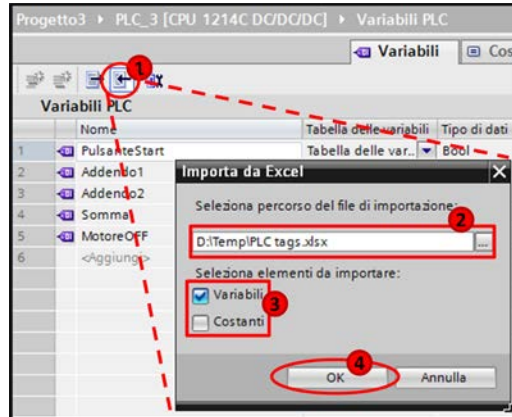 Progetto3 ▸ PLC_3 [CPU 1214C DC/DC/DC] ▸ Variabili PLC
Variabili
Variabili PLC
Nome Tabella delle variabili Tipo di dati
1 PulsanteStart Tabella delle var.. Bool
2 Addendo1
3 Addendo2
4 Somma
5 MotoreOFF
6 <Aggiungi>
1
Importa da Excel
Seleziona percorso del file di importazione:
2
D:\Temp\PLC tags.xlsx ...
Seleziona elementi da importare:
Variabili
3
Costanti
4
OK Annulla